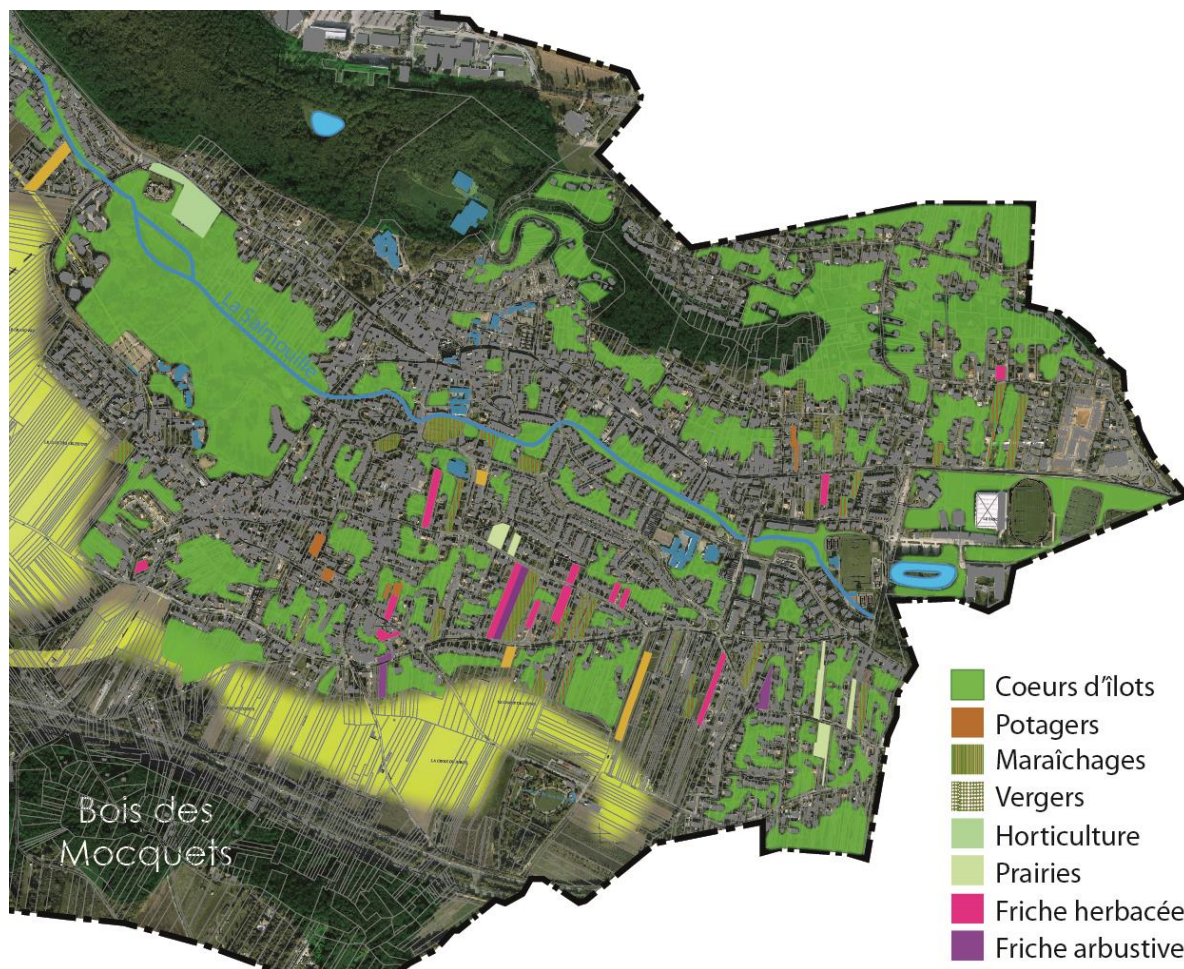 La Salmouille
Bois des
Mocquets
Coeurs d'îlots
Potagers
Maraîchages
Vergers
Horticulture
Prairies
Friche herbacée
Friche arbustive